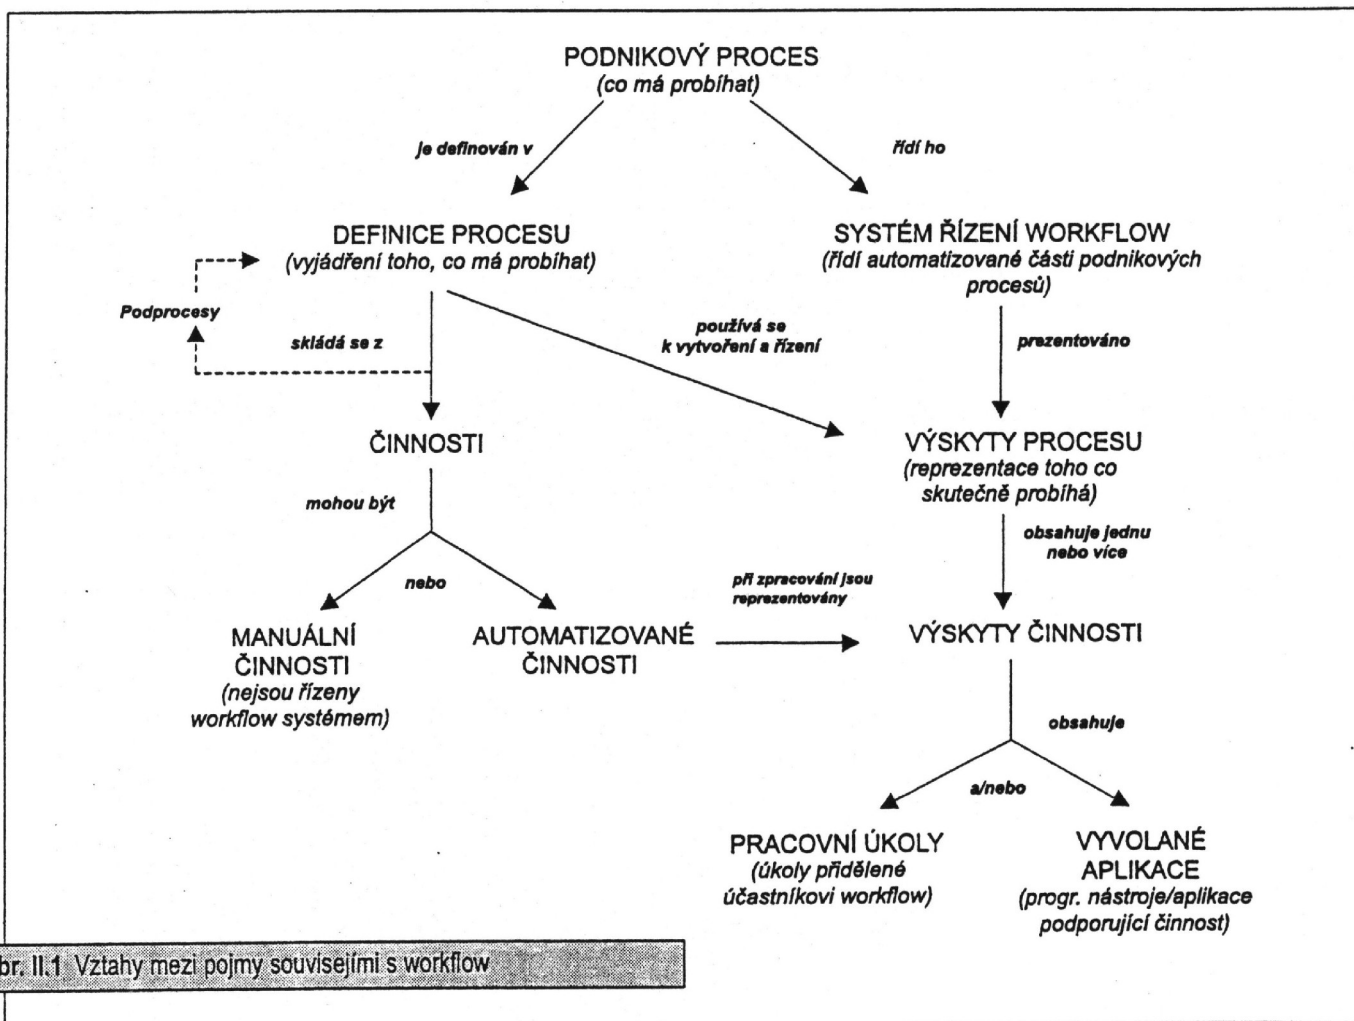 PODNIKOVÝ PROCES
(co má probíhat)
je definován v
řídí ho
DEFINICE PROCESU
(vyjádření toho, co má probíhat)
SYSTÉM ŘÍZENÍ WORKFLOW
(řídí automatizované části podnikových
procesů)
Podprocesy
skládá se z
používá se
k vytvoření a řízení
prezentováno
ČINNOSTI
VÝSKYTY PROCESU
(reprezentace toho co
skutečně probíhá)
mohou být
obsahuje jednu
nebo více
nebo
při zpracování jsou
reprezentovány
MANUÁLNÍ
ČINNOSTI
(nejsou řízeny
workflow systémem)
AUTOMATIZOVANÉ
ČINNOSTI
VÝSKYTY ČINNOSTI
obsahuje
a/nebo
PRACOVNÍ ÚKOLY
(úkoly přidělené
účastníkovi workflow)
VYVOLANÉ
APLIKACE
(progr. nástroje/aplikace
podporující činnost)
br. II.1 Vztahy mezi pojmy souvisejími s workflow